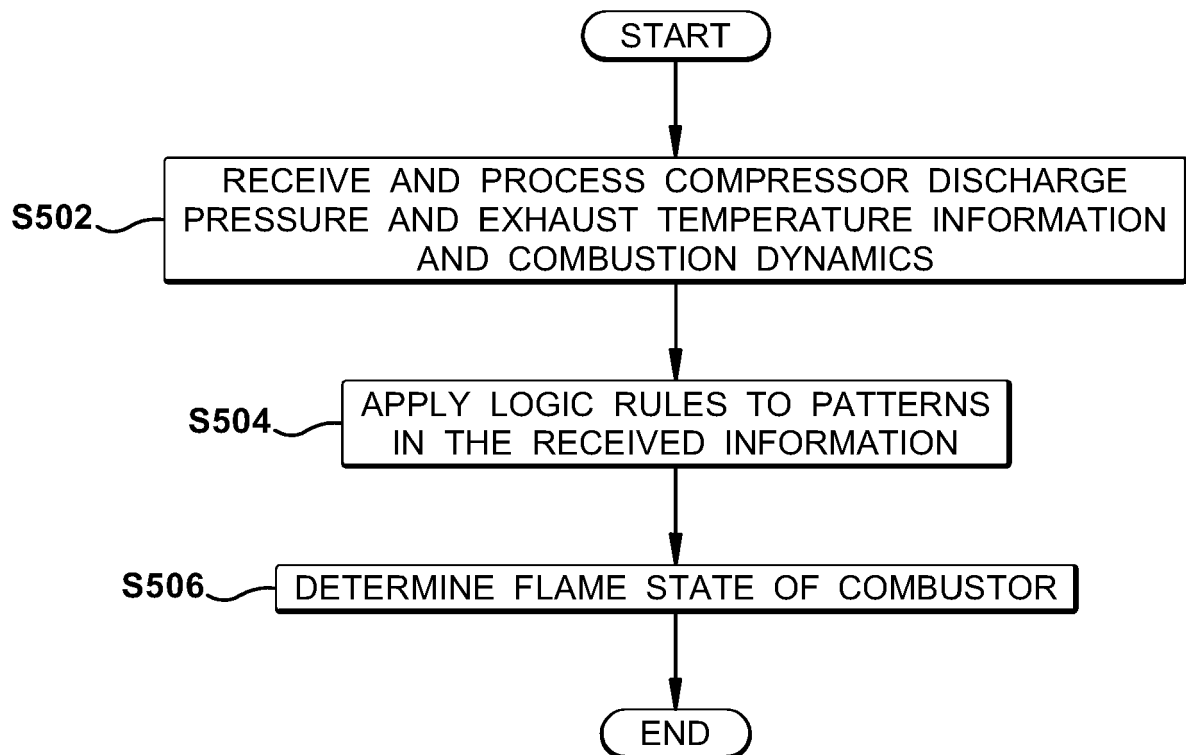 START
RECEIVE AND PROCESS COMPRESSOR DISCHARGE
PRESSURE AND EXHAUST TEMPERATURE INFORMATION
AND COMBUSTION DYNAMICS
S502
APPLY LOGIC RULES TO PATTERNS
IN THE RECEIVED INFORMATION
S504
DETERMINE FLAME STATE OF COMBUSTOR
S506
END